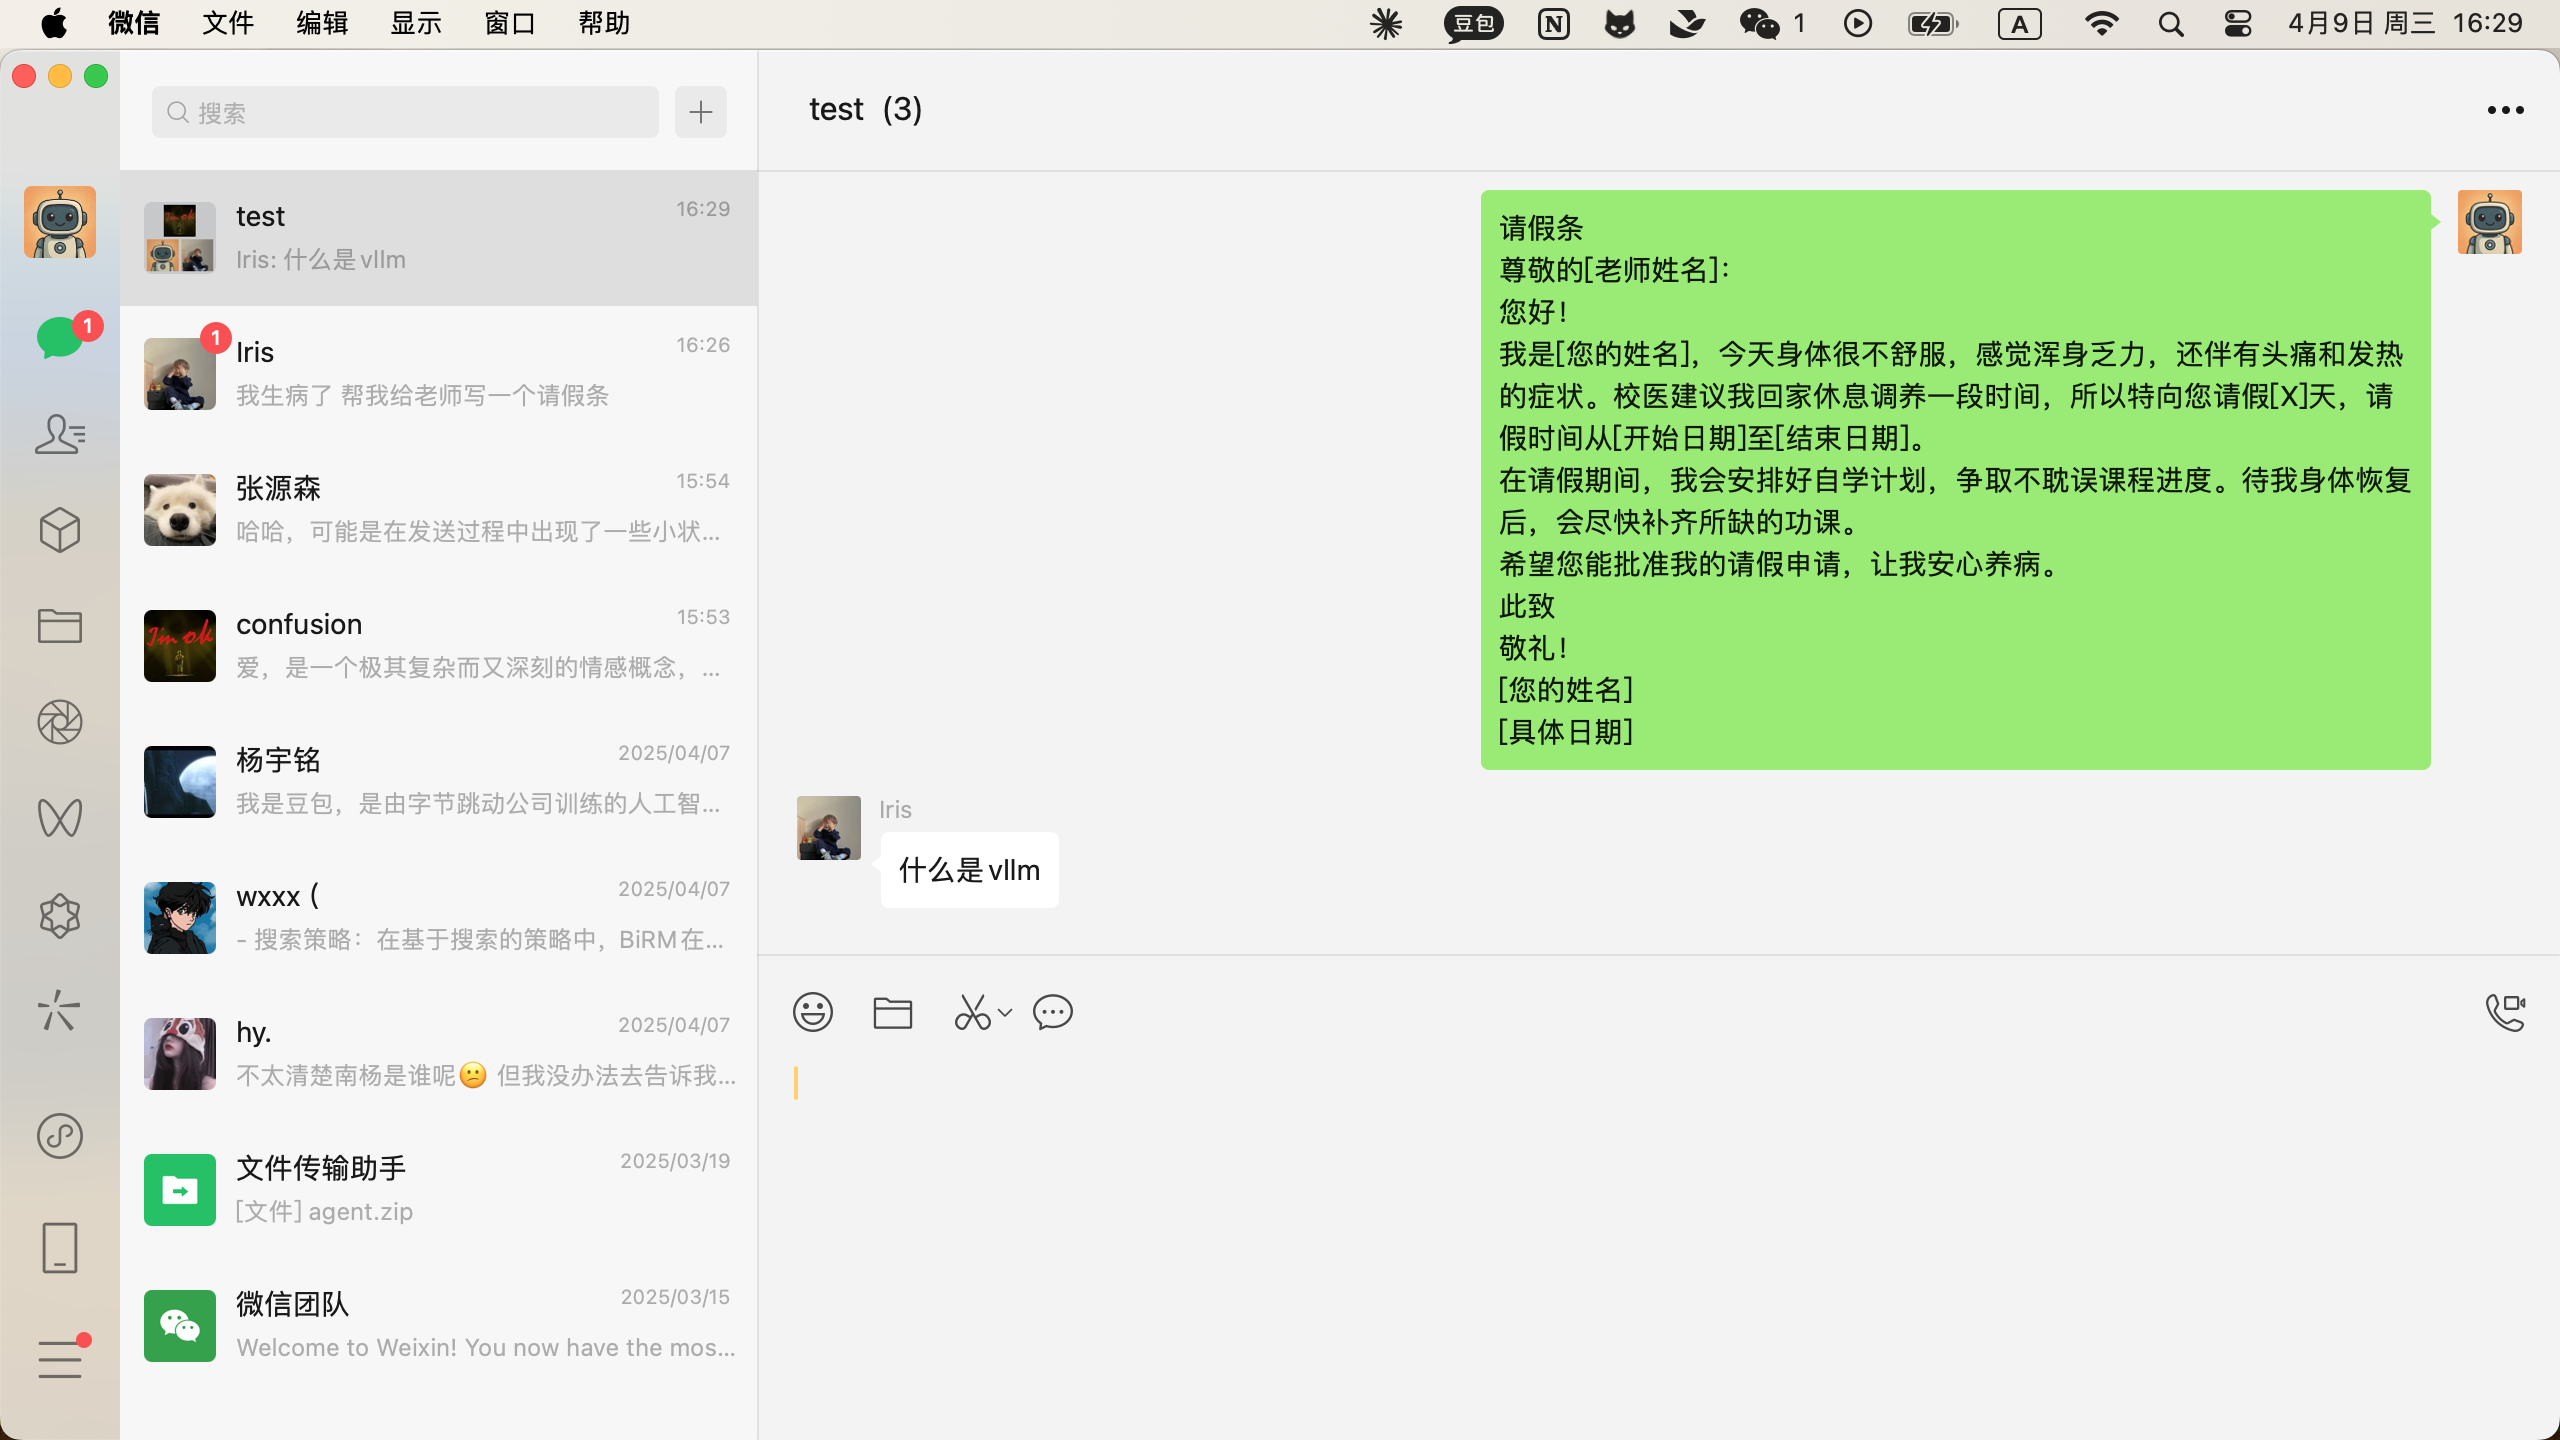 微信 文件 编辑 显示 窗口 帮助 豆包 N 1 A 4月9日 周三 16:29
搜索
test 16:29
Iris: 什么是vllm
1
1
Iris 16:26
我生病了 帮我给老师写一个请假条
张源森 15:54
哈哈，可能是在发送过程中出现了一些小状...
I'm ok
confusion 15:53
爱，是一个极其复杂而又深刻的情感概念，...
杨宇铭 2025/04/07
我是豆包，是由字节跳动公司训练的人工智...
wxxx（ 2025/04/07
- 搜索策略：在基于搜索的策略中，BiRM在...
hy. 2025/04/07
不太清楚南杨是谁呢😕 但我没办法去告诉我...
文件传输助手 2025/03/19
[文件] agent.zip
微信团队 2025/03/15
Welcome to Weixin! You now have the mos...
test（3）
请假条
尊敬的[老师姓名]：
您好！
我是[您的姓名]，今天身体很不舒服，感觉浑身乏力，还伴有头痛和发热
的症状。校医建议我回家休息调养一段时间，所以特向您请假[X]天，请
假时间从[开始日期]至[结束日期]。
在请假期间，我会安排好自学计划，争取不耽误课程进度。待我身体恢复
后，会尽快补齐所缺的功课。
希望您能批准我的请假申请，让我安心养病。
此致
敬礼！
[您的姓名]
[具体日期]
Iris
什么是vllm